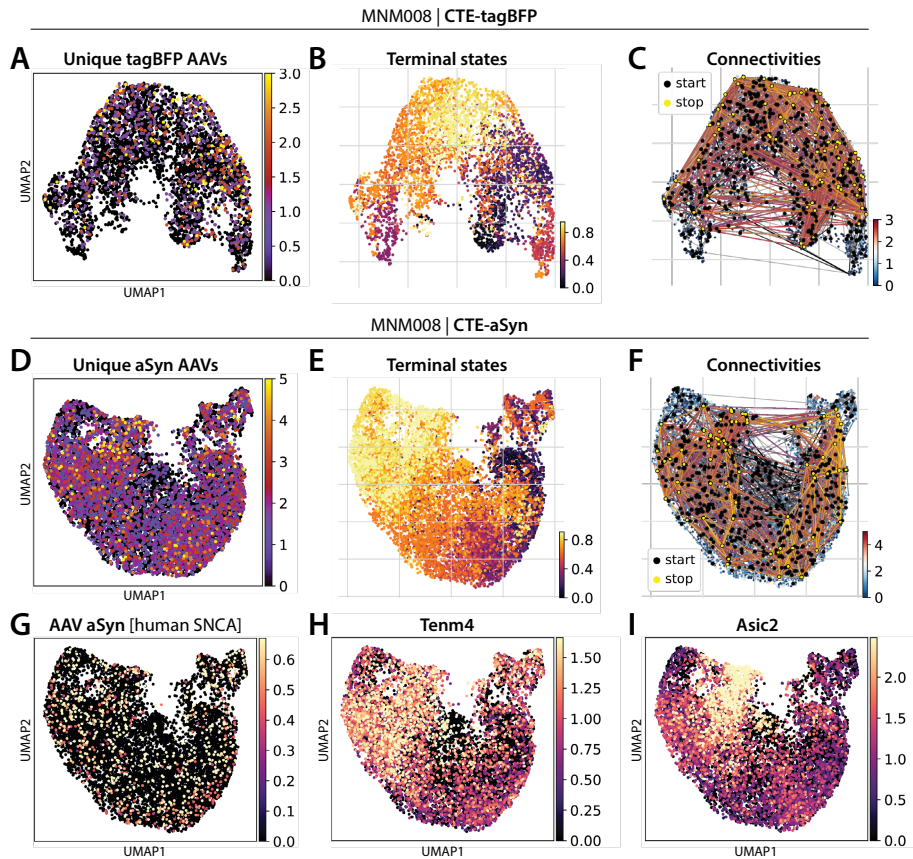 MNM008 | CTE-tagBFP
A Unique tagBFP AAVs
3.0
2.5
2.0
1.5
1.0
0.5
0.0
UMAP2
UMAP1
B Terminal states
0.8
0.4
0.0
C Connectivities
start
stop
3
2
1
0
MNM008 | CTE-aSyn
D Unique aSyn AAVs
5
4
3
2
1
0
UMAP2
UMAP1
E Terminal states
0.8
0.4
0.0
F Connectivities
start
stop
4
2
0
G AAV aSyn [human SNCA]
0.6
0.5
0.4
0.3
0.2
0.1
0.0
UMAP2
UMAP1
H Tenm4
1.50
1.25
1.00
0.75
0.50
0.25
0.00
UMAP2
UMAP1
I Asic2
2.0
1.5
1.0
0.5
0.0
UMAP2
UMAP1